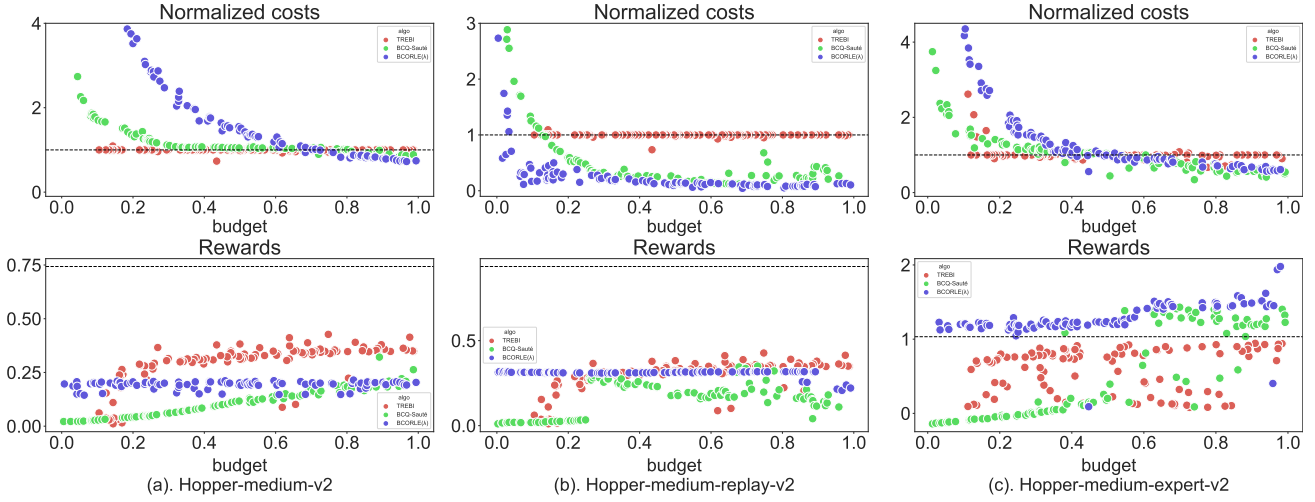 Normalized costs
4
2
0
algo
TREBI
BCQ-Sauté
BCORLE(λ)
0.0 0.2 0.4 0.6 0.8 1.0
budget
Normalized costs
3
2
1
0
algo
TREBI
BCQ-Sauté
BCORLE(λ)
0.0 0.2 0.4 0.6 0.8 1.0
budget
Normalized costs
4
2
0
algo
TREBI
BCQ-Sauté
BCORLE(λ)
0.0 0.2 0.4 0.6 0.8 1.0
budget
Rewards
0.75
0.50
0.25
0.00
algo
TREBI
BCQ-Sauté
BCORLE(λ)
0.0 0.2 0.4 0.6 0.8 1.0
budget
(a). Hopper-medium-v2
Rewards
0.5
0.0
algo
TREBI
BCQ-Sauté
BCORLE(λ)
0.0 0.2 0.4 0.6 0.8 1.0
budget
(b). Hopper-medium-replay-v2
Rewards
2
1
0
algo
TREBI
BCQ-Sauté
BCORLE(λ)
0.0 0.2 0.4 0.6 0.8 1.0
budget
(c). Hopper-medium-expert-v2